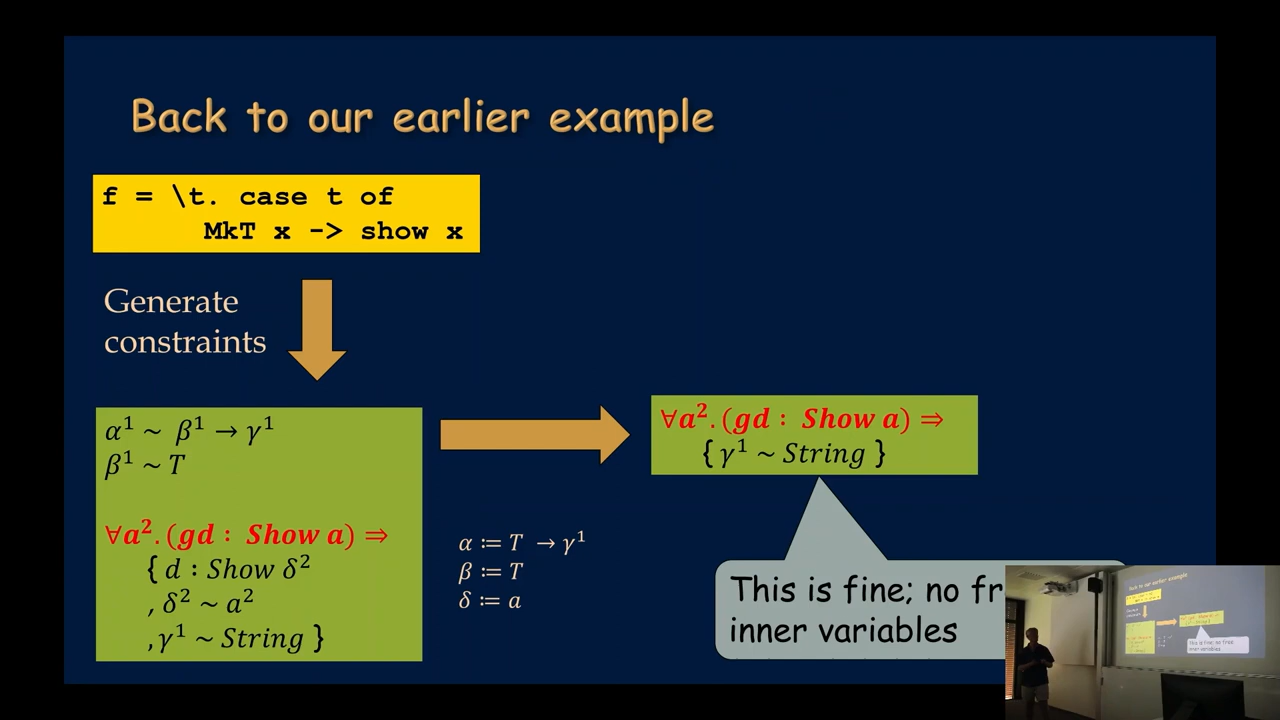 Back to our earlier example
f = \t. case t of
MkT x -> show x
Generate
constraints
α¹ ~ β¹ → γ¹
β¹ ~ T
∀a². (gd : Show a) ⇒
{ d : Show δ²
, δ² ~ a²
, γ¹ ~ String }
α ≔ T → γ¹
β ≔ T
δ ≔ a
∀a². (gd : Show a) ⇒
{ γ¹ ~ String }
This is fine; no
inner variables